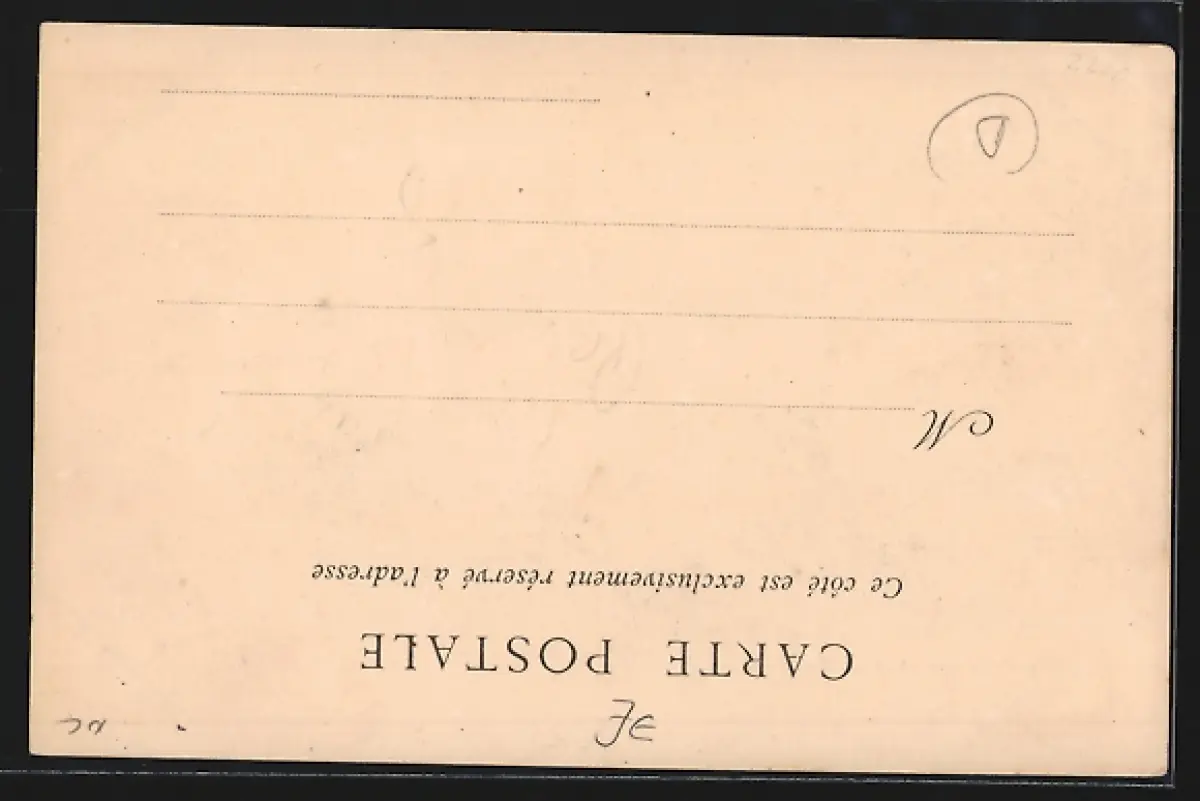 CARTE POSTALE
Ce côté est exclusivement réservé à l'adresse
M